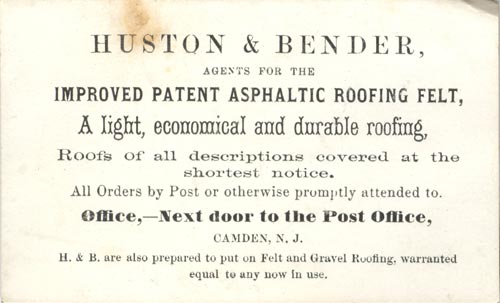 HUSTON & BENDER,
AGENTS FOR THE
IMPROVED PATENT ASPHALTIC ROOFING FELT,
A light, economical and durable roofing,
Roofs of all descriptions covered at the
shortest notice.
All Orders by Post or otherwise promptly attended to.
Office,—Next door to the Post Office,
CAMDEN, N. J.
H. & B. are also prepared to put on Felt and Gravel Roofing, warranted
equal to any now in use.